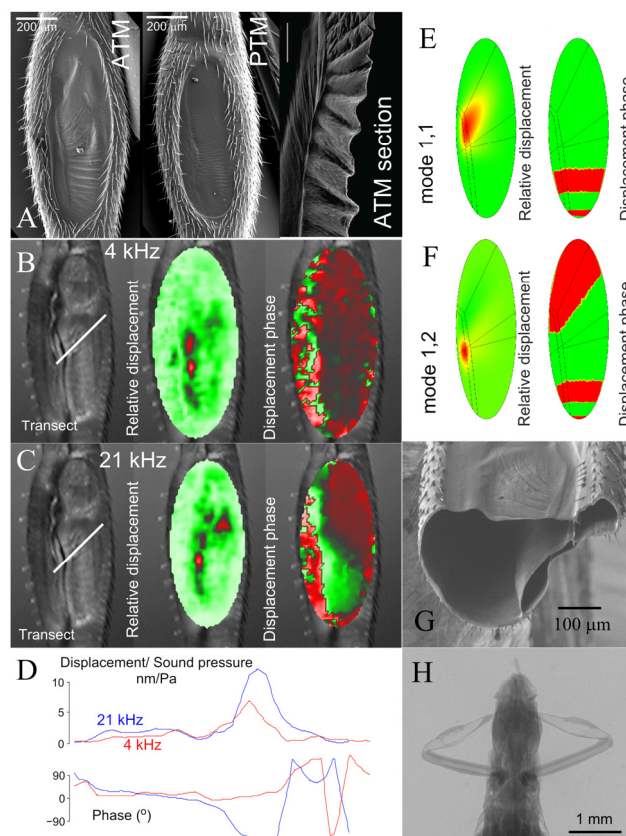 200 µm
ATM
200 µm
PTM
ATM section
A
B
4 kHz
Transect
Relative displacement
Displacement phase
C
21 kHz
Transect
Relative displacement
Displacement phase
D
Displacement/ Sound pressure
nm/Pa
10
5
0
21 kHz
4 kHz
90
0
−90
Phase (º)
E
mode 1,1
Relative displacement
Displacement phase
F
mode 1,2
Relative displacement
Displacement phase
G
100 µm
H
1 mm